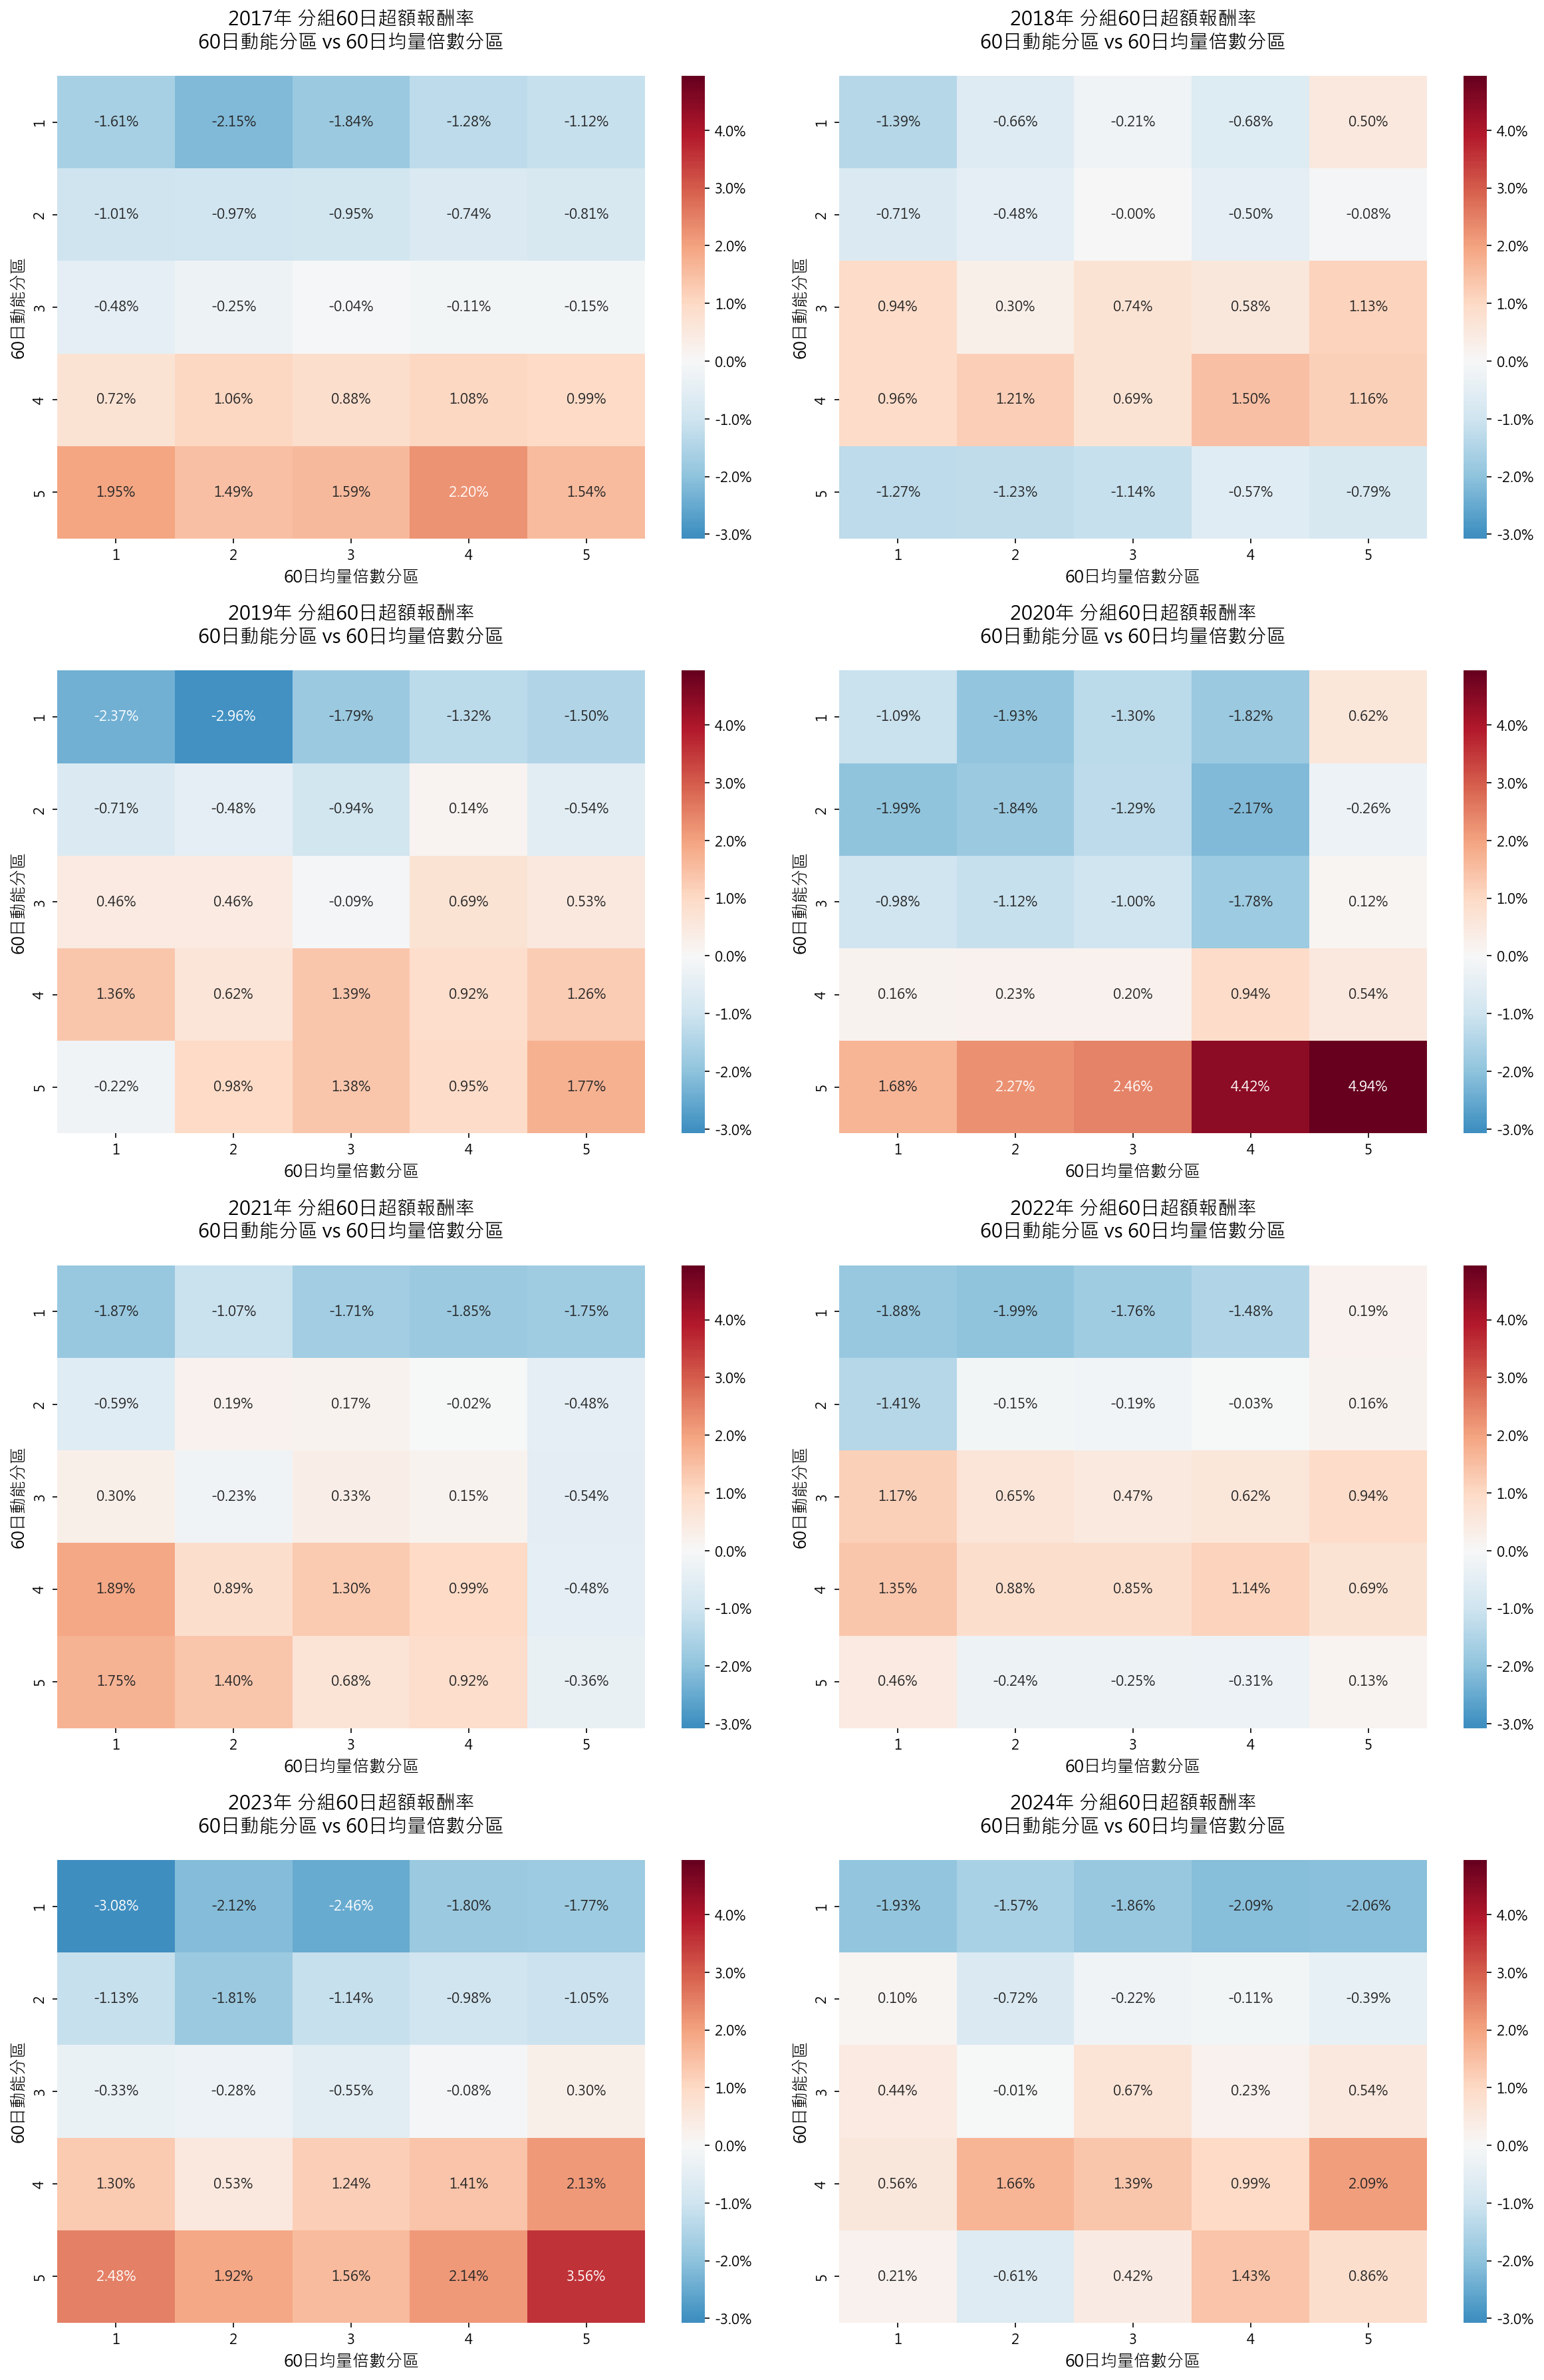 2017年 分組60日超額報酬率
60日動能分區 vs 60日均量倍數分區
60日動能分區
1 -1.61% -2.15% -1.84% -1.28% -1.12%
2 -1.01% -0.97% -0.95% -0.74% -0.81%
3 -0.48% -0.25% -0.04% -0.11% -0.15%
4 0.72% 1.06% 0.88% 1.08% 0.99%
5 1.95% 1.49% 1.59% 2.20% 1.54%
1 2 3 4 5
60日均量倍數分區
4.0%
3.0%
2.0%
1.0%
0.0%
-1.0%
-2.0%
-3.0%
2018年 分組60日超額報酬率
60日動能分區 vs 60日均量倍數分區
60日動能分區
1 -1.39% -0.66% -0.21% -0.68% 0.50%
2 -0.71% -0.48% -0.00% -0.50% -0.08%
3 0.94% 0.30% 0.74% 0.58% 1.13%
4 0.96% 1.21% 0.69% 1.50% 1.16%
5 -1.27% -1.23% -1.14% -0.57% -0.79%
1 2 3 4 5
60日均量倍數分區
4.0%
3.0%
2.0%
1.0%
0.0%
-1.0%
-2.0%
-3.0%
2019年 分組60日超額報酬率
60日動能分區 vs 60日均量倍數分區
60日動能分區
1 -2.37% -2.96% -1.79% -1.32% -1.50%
2 -0.71% -0.48% -0.94% 0.14% -0.54%
3 0.46% 0.46% -0.09% 0.69% 0.53%
4 1.36% 0.62% 1.39% 0.92% 1.26%
5 -0.22% 0.98% 1.38% 0.95% 1.77%
1 2 3 4 5
60日均量倍數分區
4.0%
3.0%
2.0%
1.0%
0.0%
-1.0%
-2.0%
-3.0%
2020年 分組60日超額報酬率
60日動能分區 vs 60日均量倍數分區
60日動能分區
1 -1.09% -1.93% -1.30% -1.82% 0.62%
2 -1.99% -1.84% -1.29% -2.17% -0.26%
3 -0.98% -1.12% -1.00% -1.78% 0.12%
4 0.16% 0.23% 0.20% 0.94% 0.54%
5 1.68% 2.27% 2.46% 4.42% 4.94%
1 2 3 4 5
60日均量倍數分區
4.0%
3.0%
2.0%
1.0%
0.0%
-1.0%
-2.0%
-3.0%
2021年 分組60日超額報酬率
60日動能分區 vs 60日均量倍數分區
60日動能分區
1 -1.87% -1.07% -1.71% -1.85% -1.75%
2 -0.59% 0.19% 0.17% -0.02% -0.48%
3 0.30% -0.23% 0.33% 0.15% -0.54%
4 1.89% 0.89% 1.30% 0.99% -0.48%
5 1.75% 1.40% 0.68% 0.92% -0.36%
1 2 3 4 5
60日均量倍數分區
4.0%
3.0%
2.0%
1.0%
0.0%
-1.0%
-2.0%
-3.0%
2022年 分組60日超額報酬率
60日動能分區 vs 60日均量倍數分區
60日動能分區
1 -1.88% -1.99% -1.76% -1.48% 0.19%
2 -1.41% -0.15% -0.19% -0.03% 0.16%
3 1.17% 0.65% 0.47% 0.62% 0.94%
4 1.35% 0.88% 0.85% 1.14% 0.69%
5 0.46% -0.24% -0.25% -0.31% 0.13%
1 2 3 4 5
60日均量倍數分區
4.0%
3.0%
2.0%
1.0%
0.0%
-1.0%
-2.0%
-3.0%
2023年 分組60日超額報酬率
60日動能分區 vs 60日均量倍數分區
60日動能分區
1 -3.08% -2.12% -2.46% -1.80% -1.77%
2 -1.13% -1.81% -1.14% -0.98% -1.05%
3 -0.33% -0.28% -0.55% -0.08% 0.30%
4 1.30% 0.53% 1.24% 1.41% 2.13%
5 2.48% 1.92% 1.56% 2.14% 3.56%
1 2 3 4 5
60日均量倍數分區
4.0%
3.0%
2.0%
1.0%
0.0%
-1.0%
-2.0%
-3.0%
2024年 分組60日超額報酬率
60日動能分區 vs 60日均量倍數分區
60日動能分區
1 -1.93% -1.57% -1.86% -2.09% -2.06%
2 0.10% -0.72% -0.22% -0.11% -0.39%
3 0.44% -0.01% 0.67% 0.23% 0.54%
4 0.56% 1.66% 1.39% 0.99% 2.09%
5 0.21% -0.61% 0.42% 1.43% 0.86%
1 2 3 4 5
60日均量倍數分區
4.0%
3.0%
2.0%
1.0%
0.0%
-1.0%
-2.0%
-3.0%